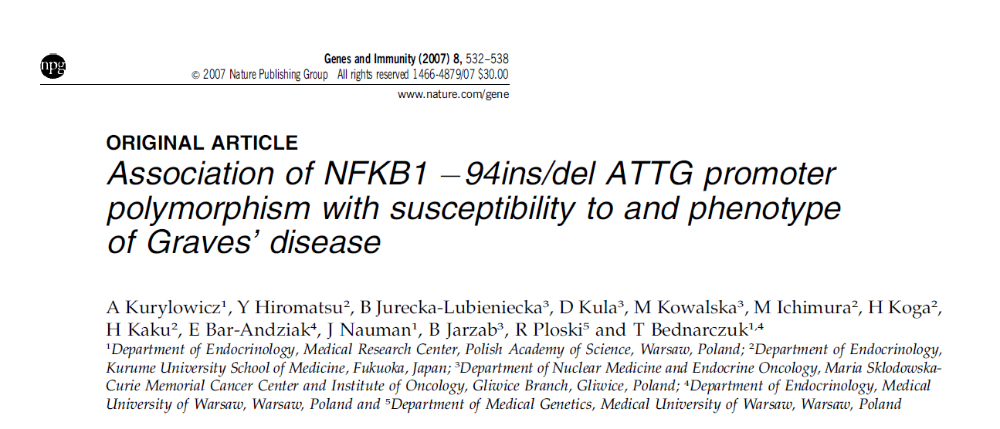 npg
Genes and Immunity (2007) 8, 532–538
© 2007 Nature Publishing Group All rights reserved 1466-4879/07 $30.00
www.nature.com/gene
ORIGINAL ARTICLE
Association of NFKB1 −94ins/del ATTG promoter
polymorphism with susceptibility to and phenotype
of Graves’ disease
A Kurylowicz¹, Y Hiromatsu², B Jurecka-Lubieniecka³, D Kula³, M Kowalska³, M Ichimura², H Koga²,
H Kaku², E Bar-Andziak⁴, J Nauman¹, B Jarzab³, R Ploski⁵ and T Bednarczuk¹,⁴
¹Department of Endocrinology, Medical Research Center, Polish Academy of Science, Warsaw, Poland; ²Department of Endocrinology,
Kurume University School of Medicine, Fukuoka, Japan; ³Department of Nuclear Medicine and Endocrine Oncology, Maria Sklodowska-
Curie Memorial Cancer Center and Institute of Oncology, Gliwice Branch, Gliwice, Poland; ⁴Department of Endocrinology, Medical
University of Warsaw, Warsaw, Poland and ⁵Department of Medical Genetics, Medical University of Warsaw, Warsaw, Poland